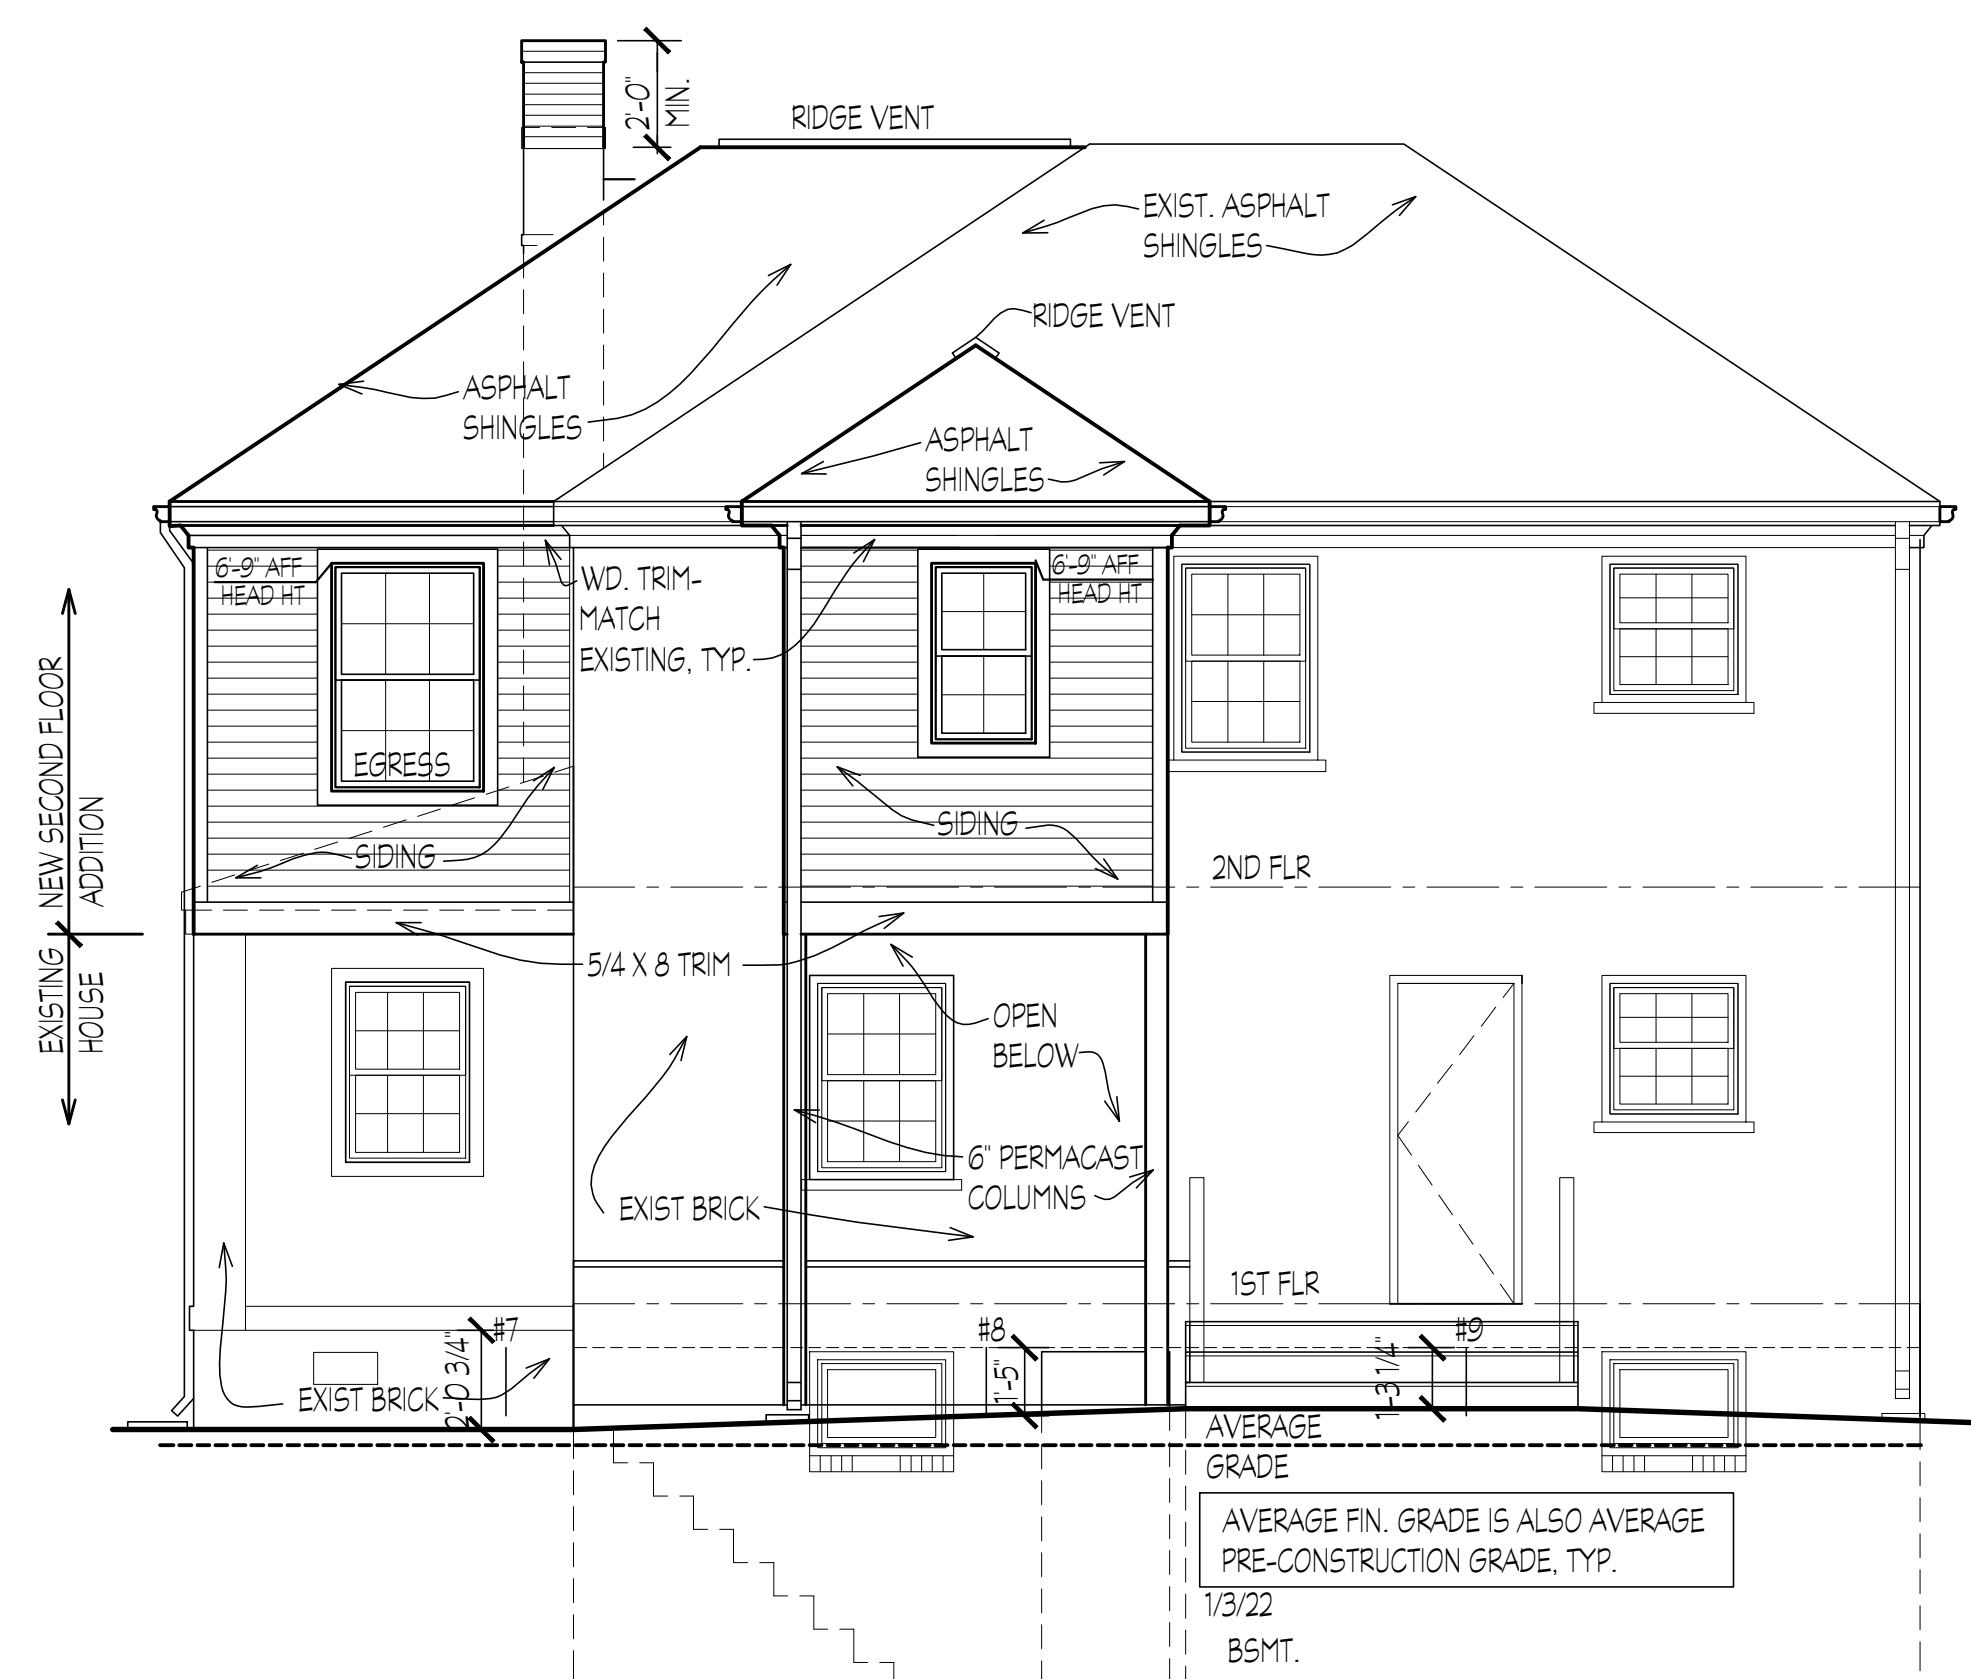 2'-0"
MIN.
RIDGE VENT
EXIST. ASPHALT
SHINGLES
RIDGE VENT
ASPHALT
SHINGLES
ASPHALT
SHINGLES
6'-9" AFF
HEAD HT
WD. TRIM-
MATCH
EXISTING, TYP.
6'-9" AFF
HEAD HT
EGRESS
SIDING
SIDING
2ND FLR
NEW SECOND FLOOR
ADDITION
EXISTING
HOUSE
5/4 X 8 TRIM
OPEN
BELOW
6" PERMACAST
COLUMNS
EXIST BRICK
1ST FLR
#7
#8
#9
2'-0 3/4"
1'-5"
1'-3 1/4"
EXIST BRICK
AVERAGE
GRADE
AVERAGE FIN. GRADE IS ALSO AVERAGE
PRE-CONSTRUCTION GRADE, TYP.
1/3/22
BSMT.